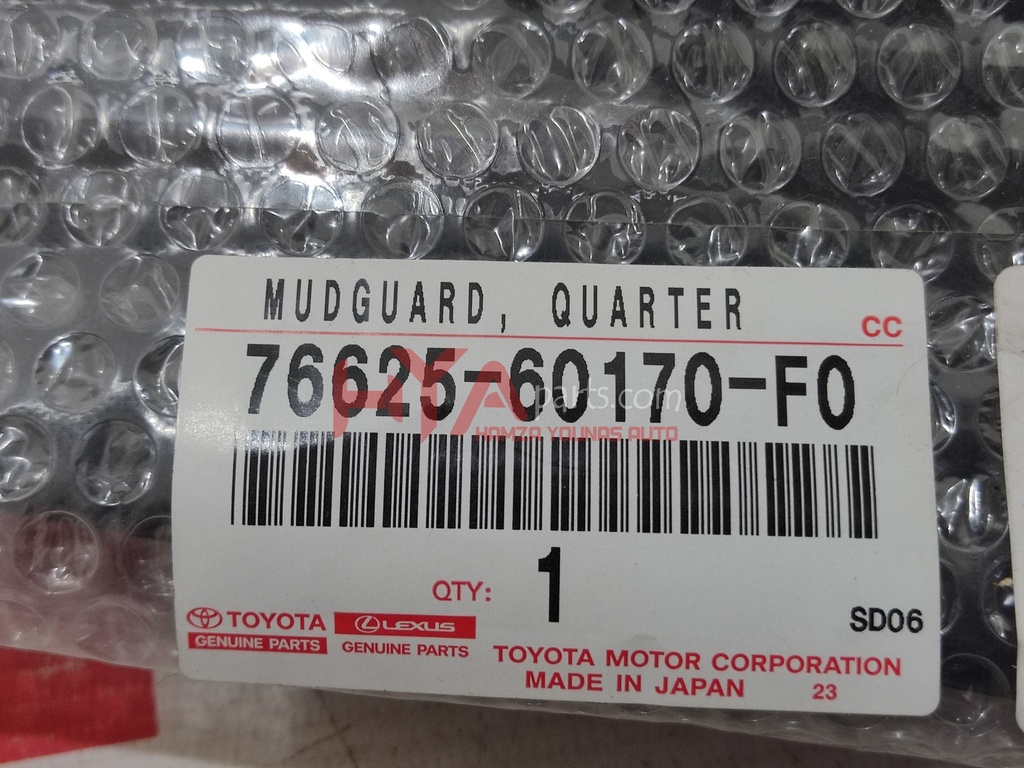 MUDGUARD, QUARTER
CC
76625-60170-F0
HYA parts.com
HAMZA YOUNAS AUTO
QTY: 1
SD06
TOYOTA LEXUS
GENUINE PARTS GENUINE PARTS
TOYOTA MOTOR CORPORATION
MADE IN JAPAN 23